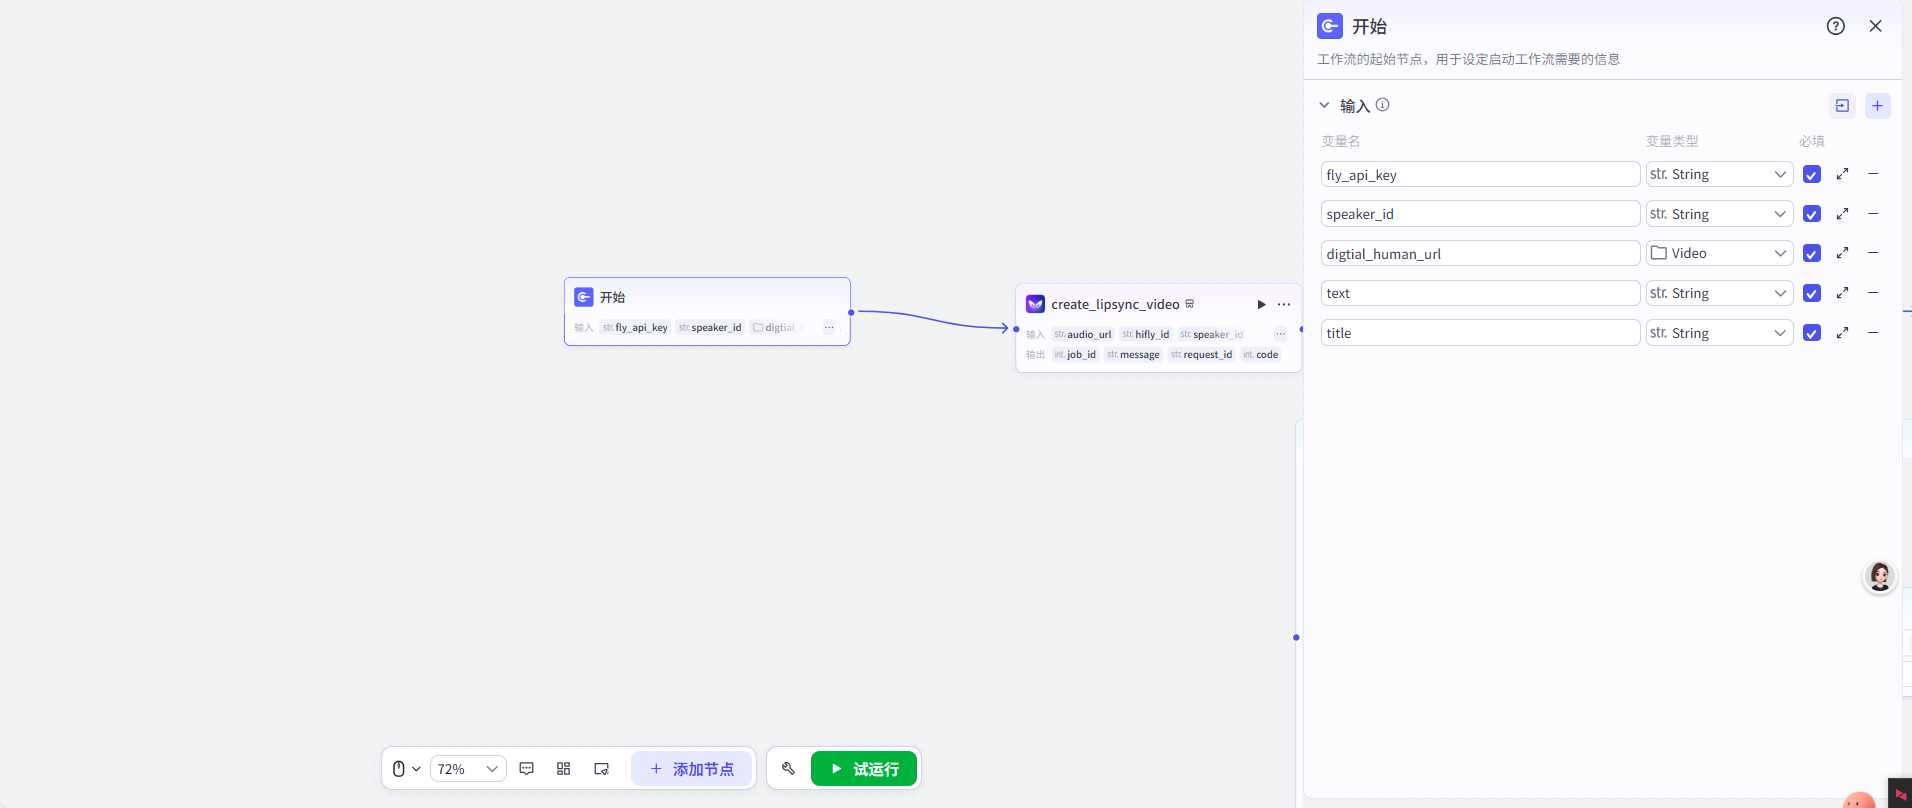 开始
工作流的起始节点，用于设定启动工作流需要的信息
输入
变量名 变量类型 必填
fly_api_key str. String
speaker_id str. String
digtial_human_url Video
text str. String
title str. String
开始
输入 str. fly_api_key str. speaker_id digtial
create_lipsync_video
输入 str. audio_url str. hifly_id str. speaker_id
输出 int. job_id str. message str. request_id int. code
72% 添加节点 试运行